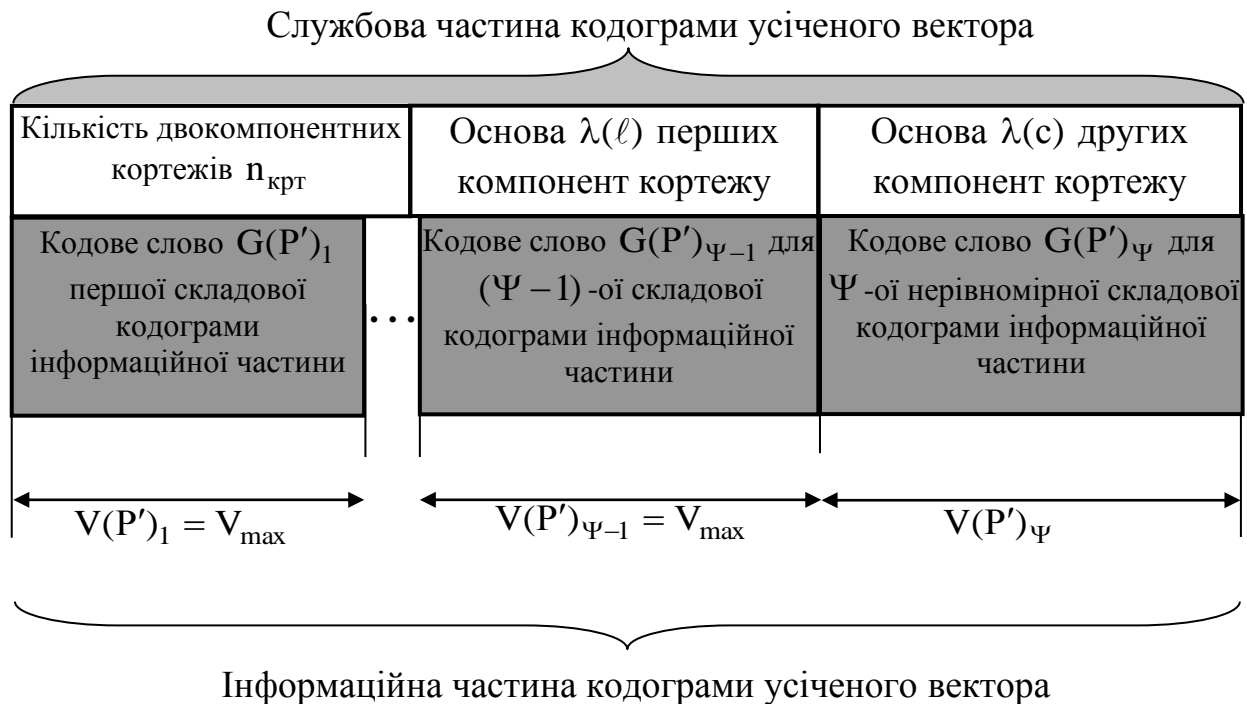 Службова частина кодограми усіченого вектора
Кількість двокомпонентних
кортежів n_крт
Основа λ(ℓ) перших
компонент кортежу
Основа λ(c) других
компонент кортежу
Кодове слово G(P′)₁
першої складової
кодограми
інформаційної частини
...
Кодове слово G(P′)_Ψ−1 для
(Ψ − 1) -ої складової
кодограми інформаційної
частини
Кодове слово G(P′)_Ψ для
Ψ -ої нерівномірної складової
кодограми інформаційної
частини
V(P′)₁ = V_max
V(P′)_Ψ−1 = V_max
V(P′)_Ψ
Інформаційна частина кодограми усіченого вектора